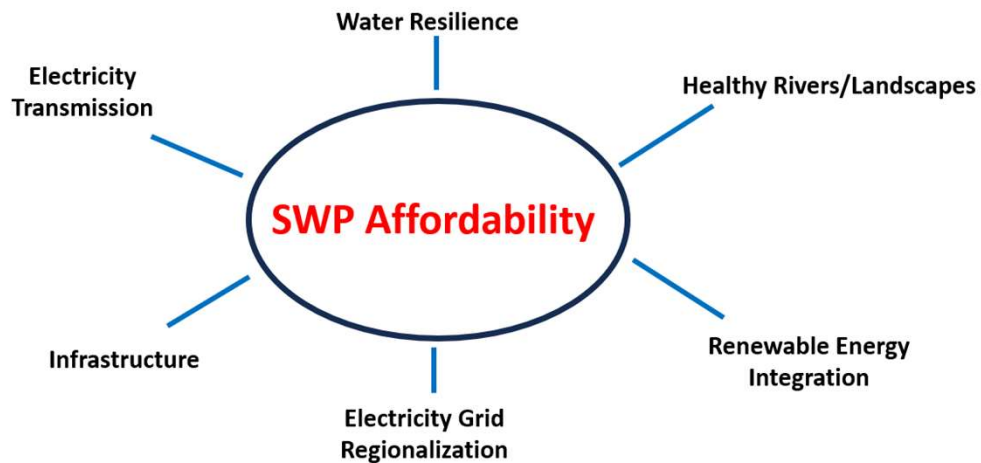 Water Resilience
Electricity
Transmission
Healthy Rivers/Landscapes
SWP Affordability
Infrastructure
Renewable Energy
Integration
Electricity Grid
Regionalization